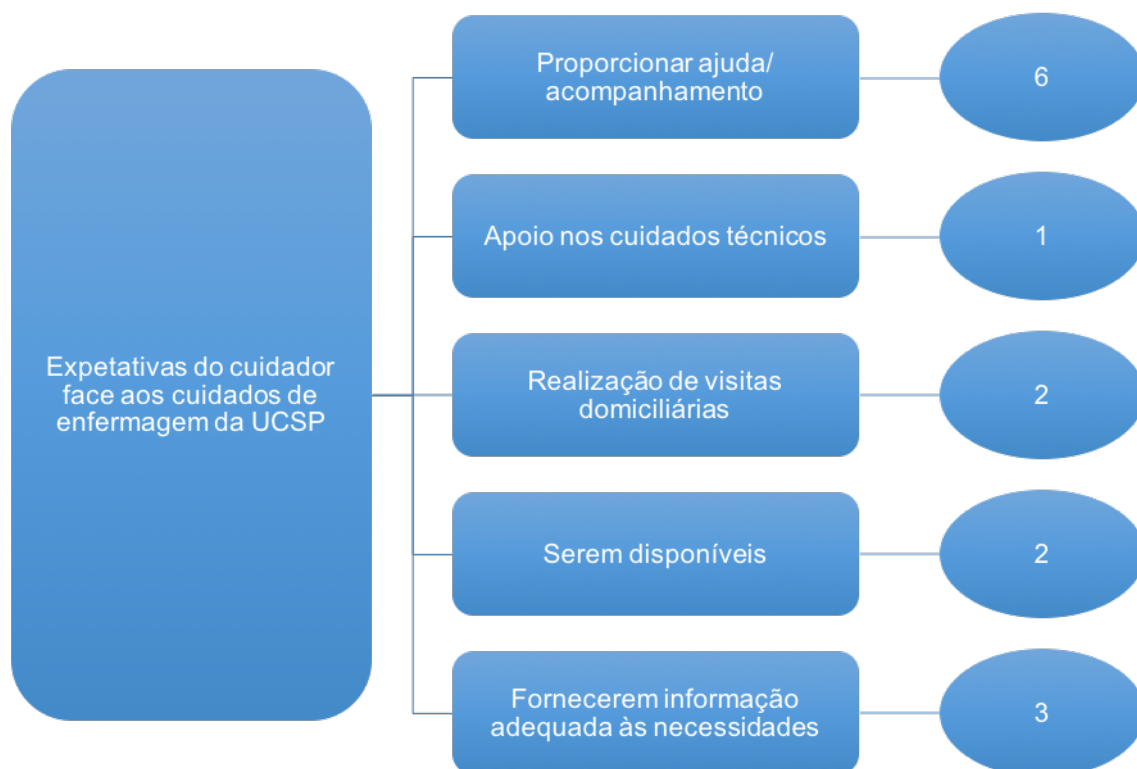 Expetativas do cuidador
face aos cuidados de
enfermagem da UCSP
Proporcionar ajuda/
acompanhamento
6
Apoio nos cuidados técnicos
1
Realização de visitas
domiciliárias
2
Serem disponíveis
2
Fornecerem informação
adequada às necessidades
3